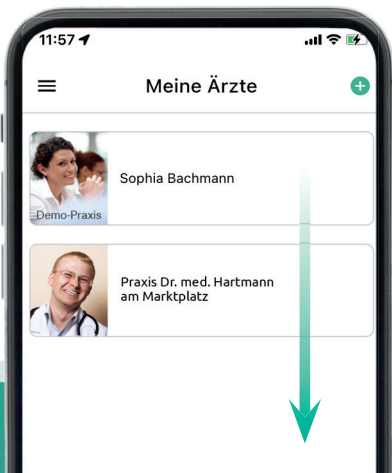 11:57
Meine Ärzte
Demo-Praxis
Sophia Bachmann
Praxis Dr. med. Hartmann
am Marktplatz